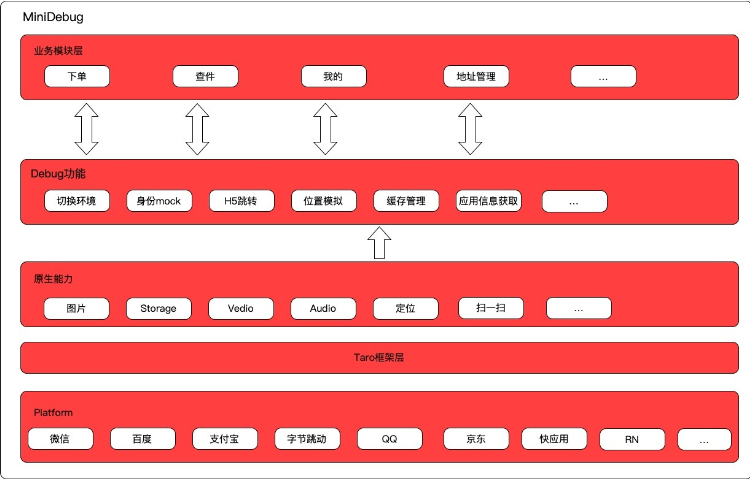 MiniDebug
业务模块层
下单 查件 我的 地址管理 ...
Debug功能
切换环境 身份mock H5跳转 位置模拟 缓存管理 应用信息获取 ...
原生能力
图片 Storage Vedio Audio 定位 扫一扫 ...
Taro框架层
Platform
微信 百度 支付宝 字节跳动 QQ 京东 快应用 RN ...